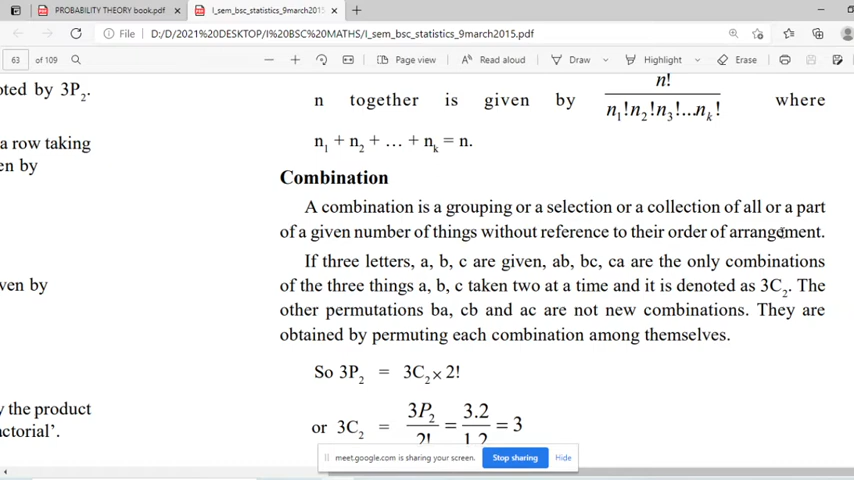 PROBABILITY THEORY book.pdf
I_sem_bsc_statistics_9march2015.
File D:/D/2021%20DESKTOP/I%20BSC%20MATHS/I_sem_bsc_statistics_9march2015.pdf
63 of 109
Page view
Read aloud
Draw
Highlight
Erase
oted by 3P2.
a row taking
en by
ven by
y the product
actorial'.
n together is given by n! / n1!n2!n3!...nk! where
n1 + n2 + … + nk = n.
Combination
A combination is a grouping or a selection or a collection of all or a part
of a given number of things without reference to their order of arrangement.
If three letters, a, b, c are given, ab, bc, ca are the only combinations
of the three things a, b, c taken two at a time and it is denoted as 3C2. The
other permutations ba, cb and ac are not new combinations. They are
obtained by permuting each combination among themselves.
So 3P2 = 3C2 × 2!
or 3C2 = 3P2 / 2! = 3.2 / 1.2 = 3
meet.google.com is sharing your screen.
Stop sharing
Hide